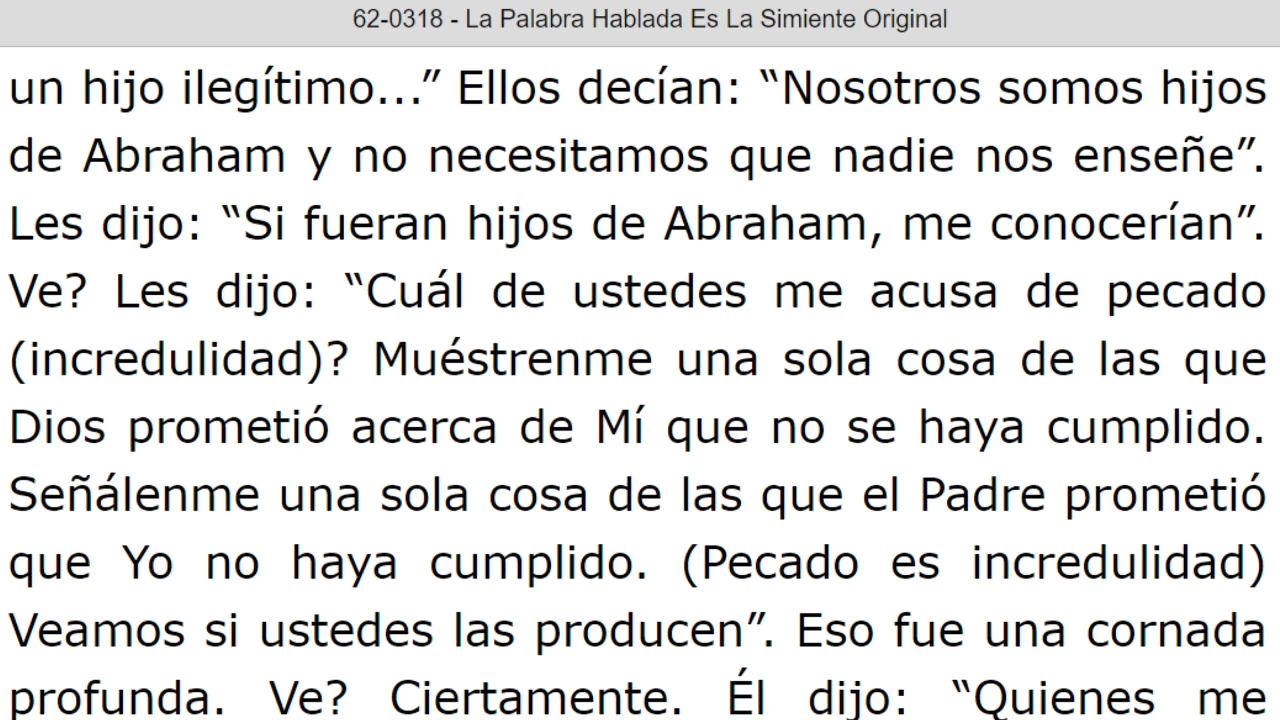 62-0318 - La Palabra Hablada Es La Simiente Original
un hijo ilegítimo...” Ellos decían: “Nosotros somos hijos
de Abraham y no necesitamos que nadie nos enseñe”.
Les dijo: “Si fueran hijos de Abraham, me conocerían”.
Ve? Les dijo: “Cuál de ustedes me acusa de pecado
(incredulidad)? Muéstrenme una sola cosa de las que
Dios prometió acerca de Mí que no se haya cumplido.
Señálenme una sola cosa de las que el Padre prometió
que Yo no haya cumplido. (Pecado es incredulidad)
Veamos si ustedes las producen”. Eso fue una cornada
profunda. Ve? Ciertamente. Él dijo: “Quienes me